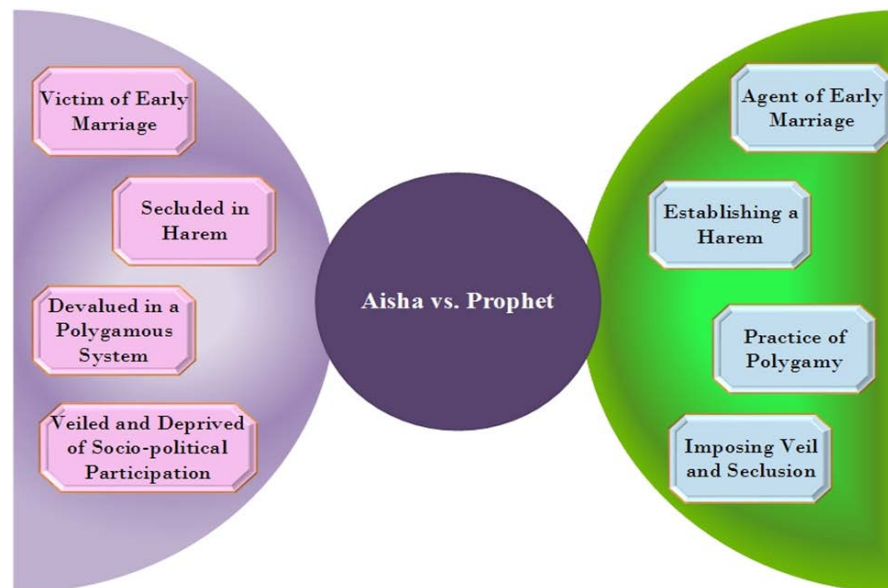 Victim of Early
Marriage
Secluded in
Harem
Devalued in a
Polygamous
System
Veiled and Deprived
of Socio-political
Participation
Aisha vs. Prophet
Agent of Early
Marriage
Establishing a
Harem
Practice of
Polygamy
Imposing Veil
and Seclusion